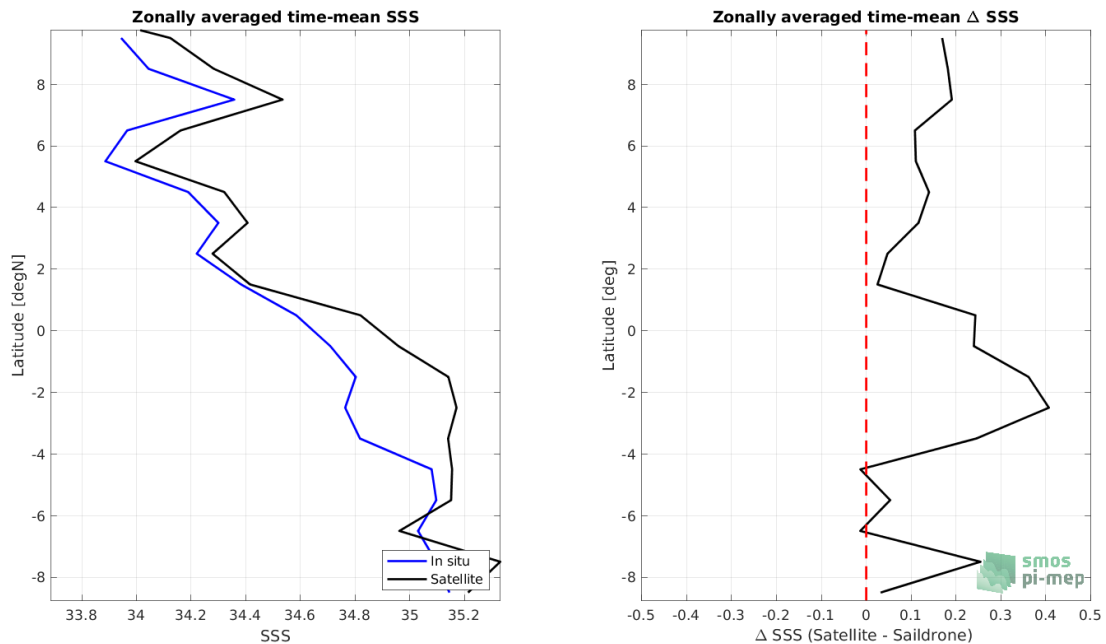 Zonally averaged time-mean SSS
8
6
4
2
0
-2
-4
-6
-8
Latitude [degN]
33.8 34 34.2 34.4 34.6 34.8 35 35.2
SSS
In situ
Satellite
Zonally averaged time-mean Δ SSS
8
6
4
2
0
-2
-4
-6
-8
Latitude [deg]
-0.5 -0.4 -0.3 -0.2 -0.1 0 0.1 0.2 0.3 0.4 0.5
Δ SSS (Satellite - Saildrone)
smos
pi-mep